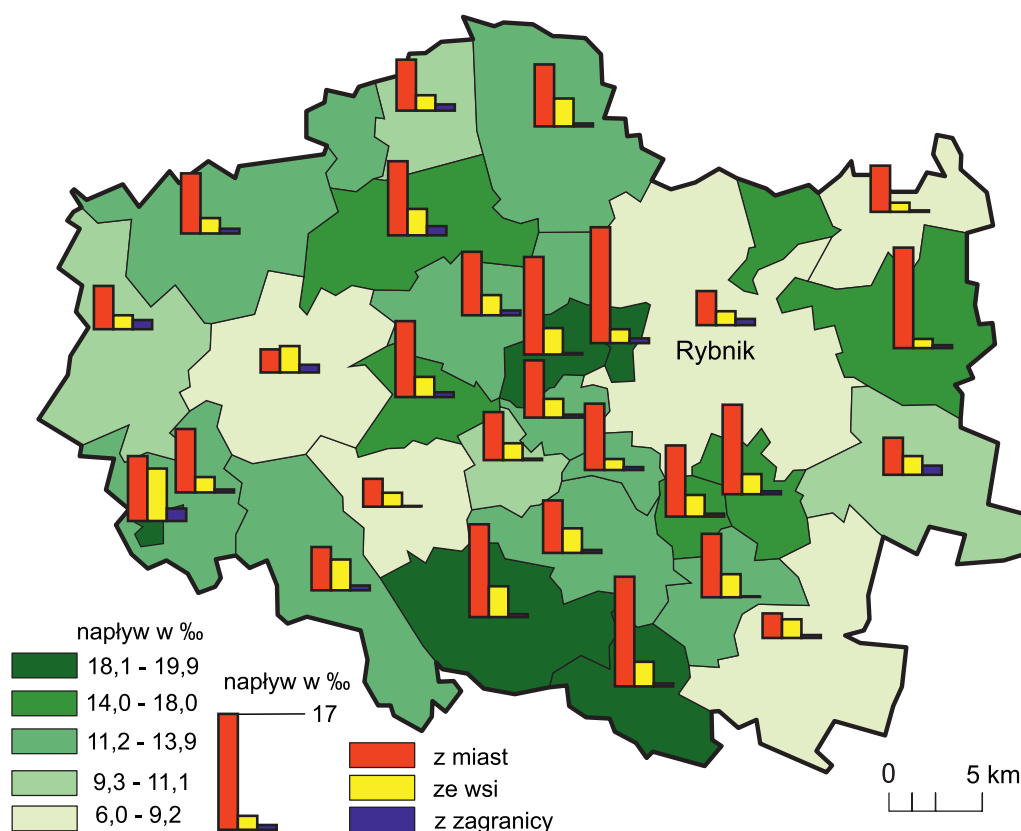 Rybnik
napływ w ‰
18,1 - 19,9
14,0 - 18,0
11,2 - 13,9
9,3 - 11,1
6,0 - 9,2
napływ w ‰
17
z miast
ze wsi
z zagranicy
0 5 km